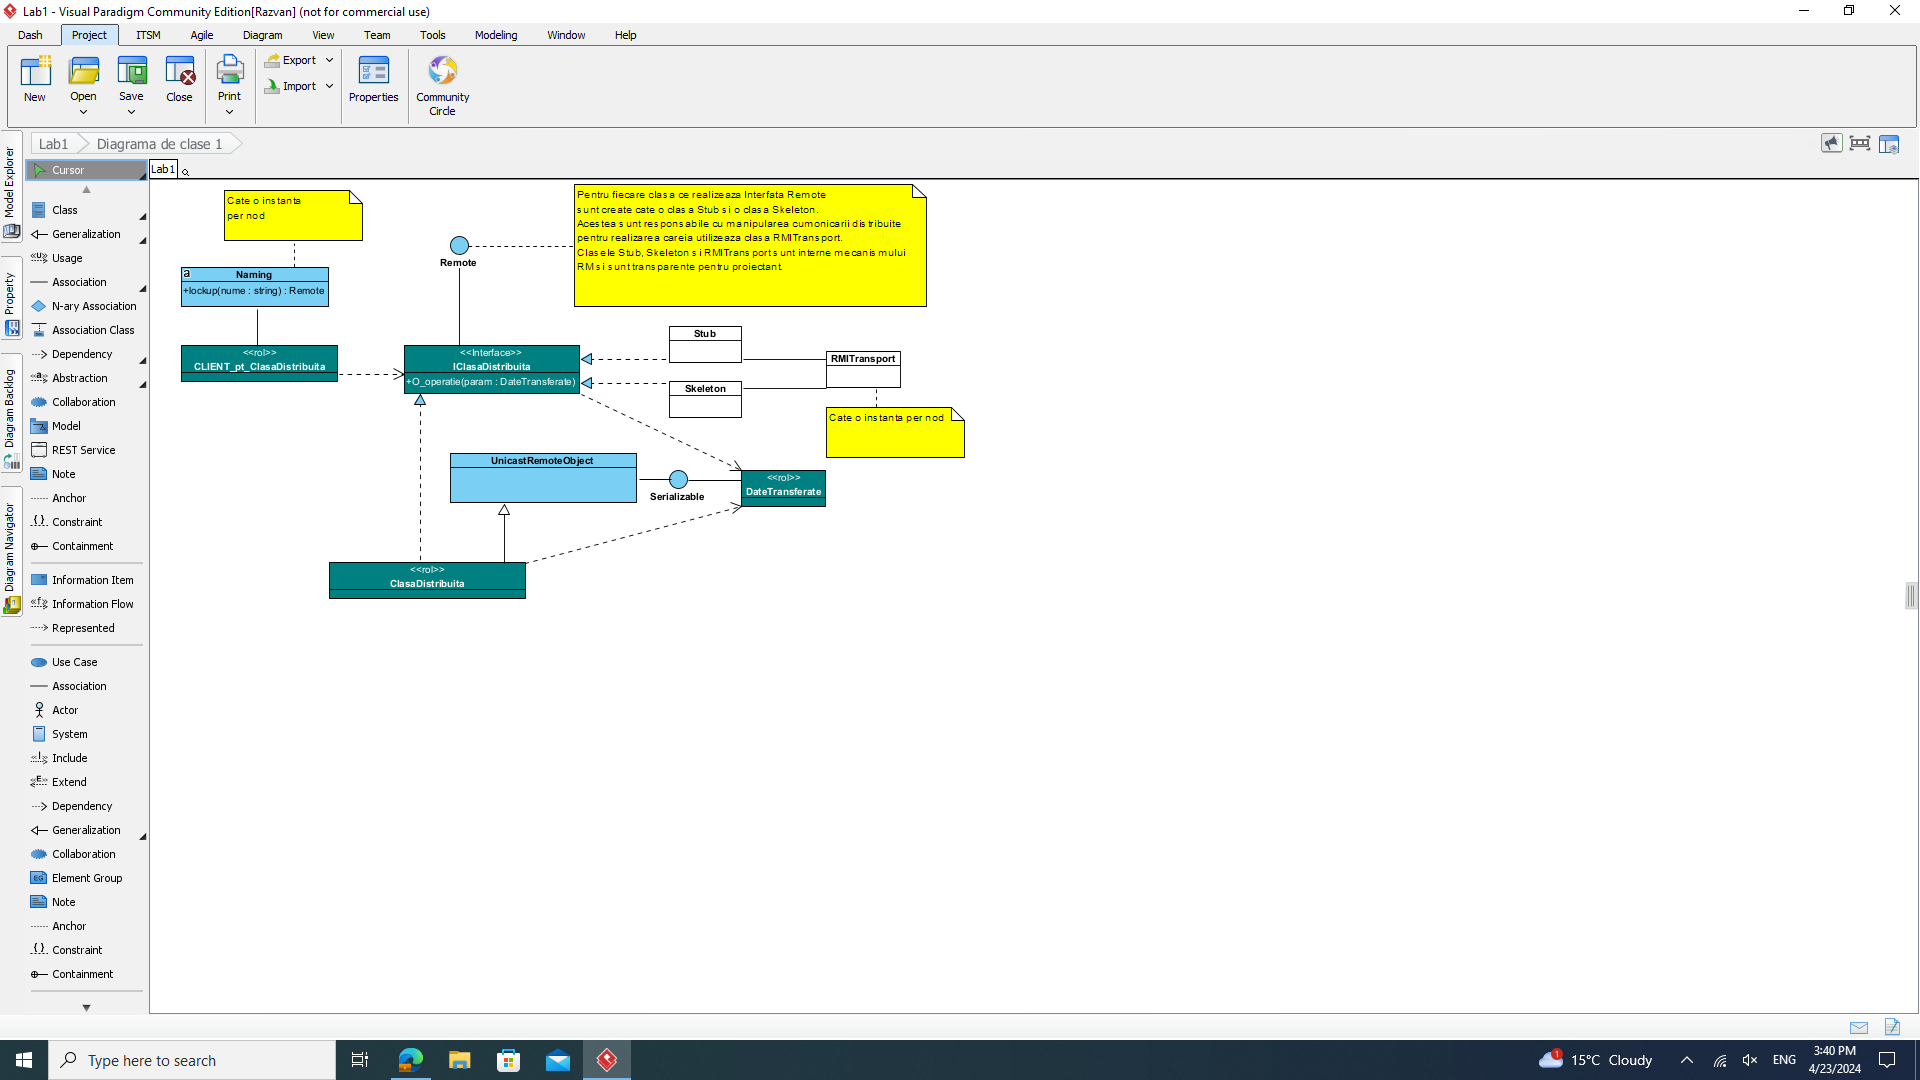 Lab1 - Visual Paradigm Community Edition[Razvan] (not for commercial use)
Dash Project ITSM Agile Diagram View Team Tools Modeling Window Help
New Open Save Close Print Export Import Properties Community Circle
Lab1 Diagrama de clase 1
Model Explorer
Property
Diagram Backlog
Diagram Navigator
Cursor
Class
Generalization
Usage
Association
N-ary Association
Association Class
Dependency
Abstraction
Collaboration
Model
REST Service
Note
Anchor
Constraint
Containment
Information Item
Information Flow
Represented
Use Case
Association
Actor
System
Include
Extend
Dependency
Generalization
Collaboration
Element Group
Note
Anchor
Constraint
Containment
Lab1
Cate o instanta
per nod
Pentru fiecare clasa ce realizeaza Interfata Remote
sunt create cate o clasa Stub si o clasa Skeleton.
Acestea sunt responsabile cu manipularea cumonicarii distribuite
pentru realizarea careia utilizeaza clasa RMITransport.
Clasele Stub, Skeleton si RMITransport sunt interne mecanismului
RM si sunt transparente pentru proiectant.
Remote
a
Naming
+lockup(nume : string) : Remote
<<rol>>
CLIENT_pt_ClasaDistribuita
<<Interface>>
IClasaDistribuita
+O_operatie(param : DateTransferate)
Stub
Skeleton
RMITransport
Cate o instanta per nod
UnicastRemoteObject
Serializable
<<rol>>
DateTransferate
<<rol>>
ClasaDistribuita
Type here to search
1
15°C Cloudy
ENG
3:40 PM
4/23/2024